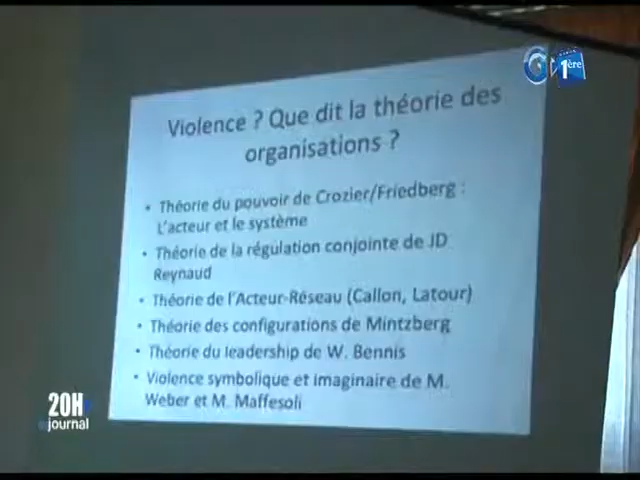 1ère
Violence ? Que dit la théorie des
organisations ?
• Théorie du pouvoir de Crozier/Friedberg :
L'acteur et le système
• Théorie de la régulation conjointe de JD
Reynaud
• Théorie de l'Acteur-Réseau (Callon, Latour)
• Théorie des configurations de Mintzberg
• Théorie du leadership de W. Bennis
• Violence symbolique et imaginaire de M.
Weber et M. Maffesoli
20H
journal